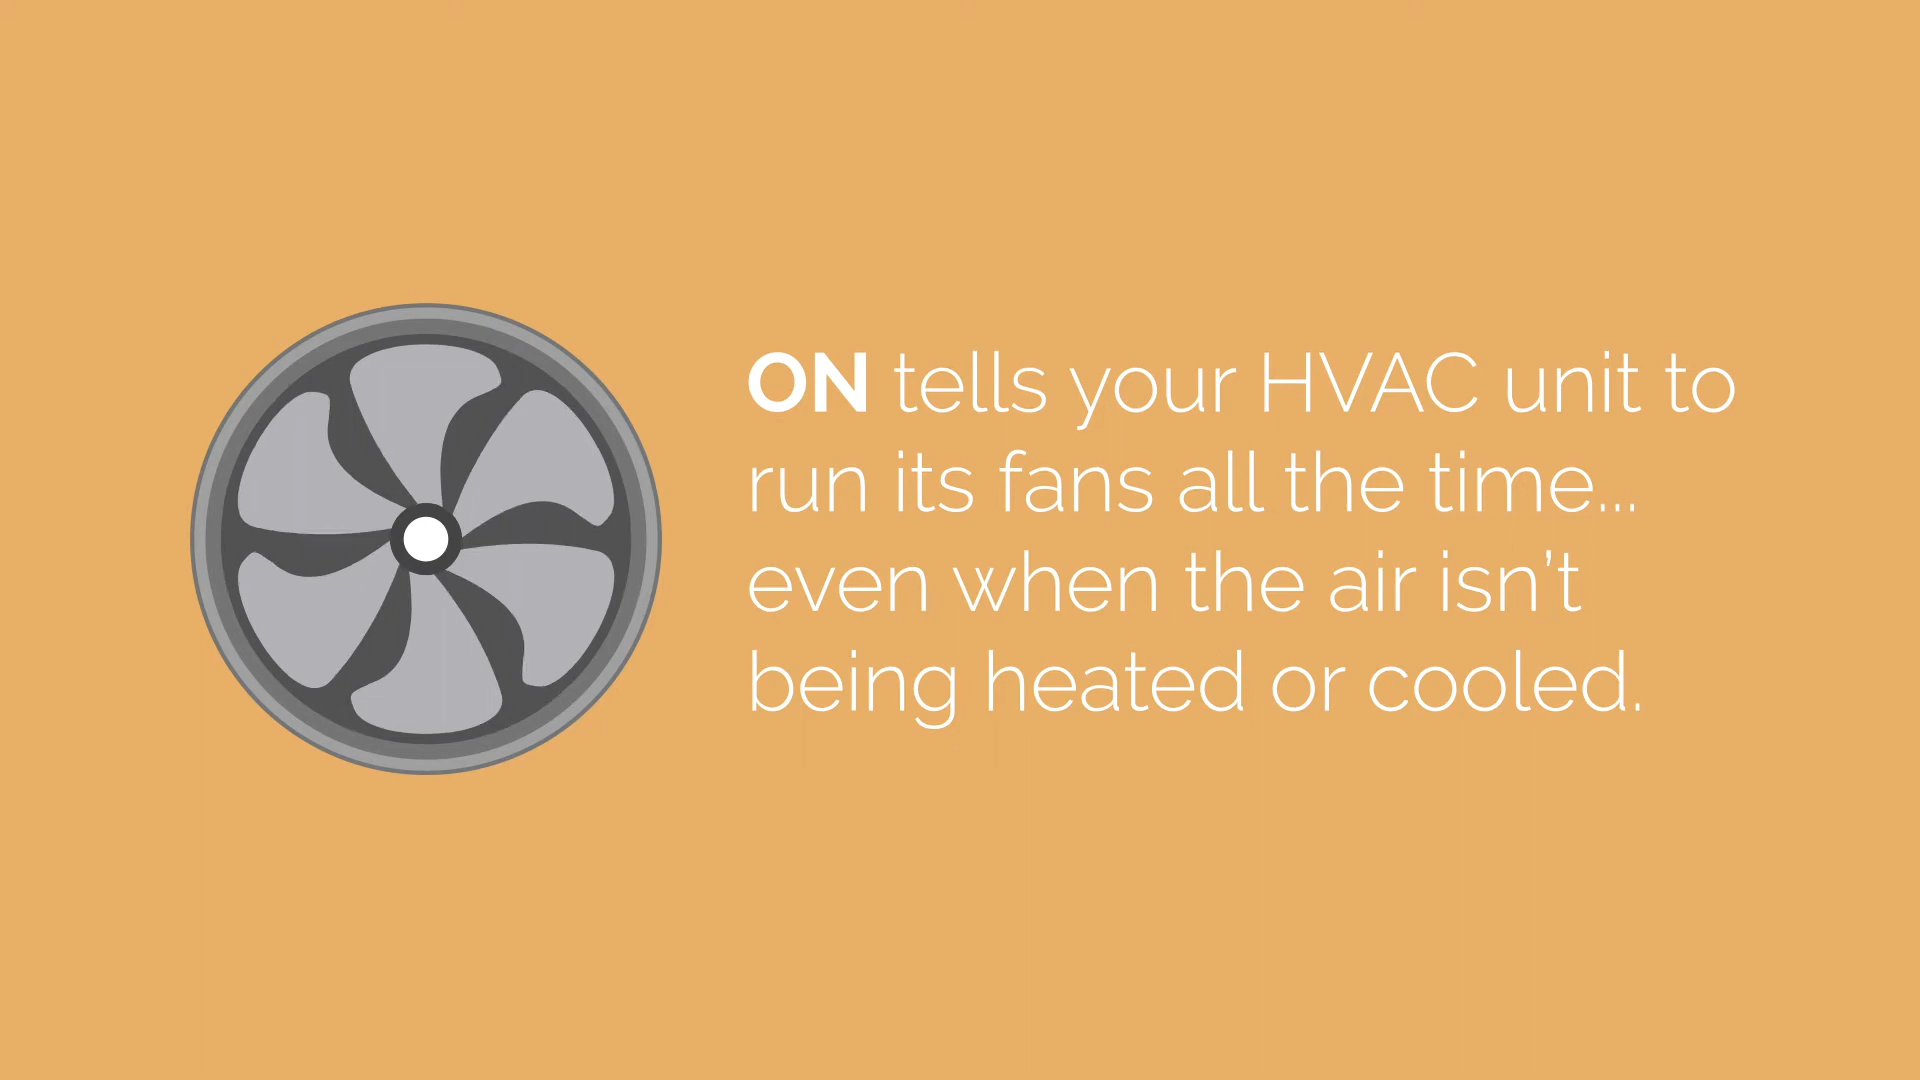 ON tells your HVAC unit to
run its fans all the time...
even when the air isn’t
being heated or cooled.